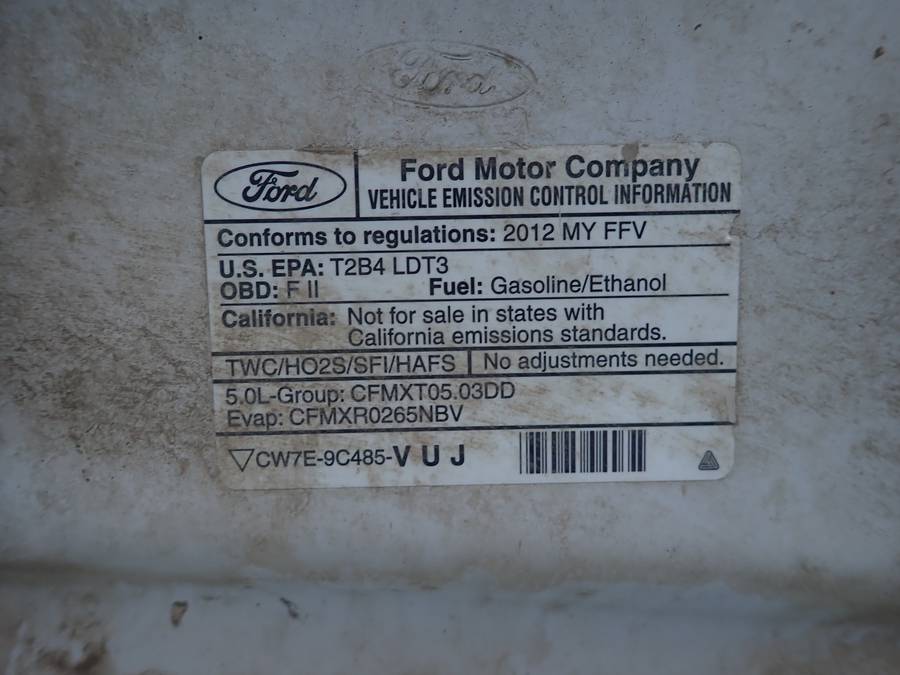 Ford
Ford
Ford Motor Company
VEHICLE EMISSION CONTROL INFORMATION
Conforms to regulations: 2012 MY FFV
U.S. EPA: T2B4 LDT3
OBD: F II Fuel: Gasoline/Ethanol
California: Not for sale in states with
California emissions standards.
TWC/HO2S/SFI/HAFS No adjustments needed.
5.0L-Group: CFMXT05.03DD
Evap: CFMXR0265NBV
▽CW7E-9C485-V U J